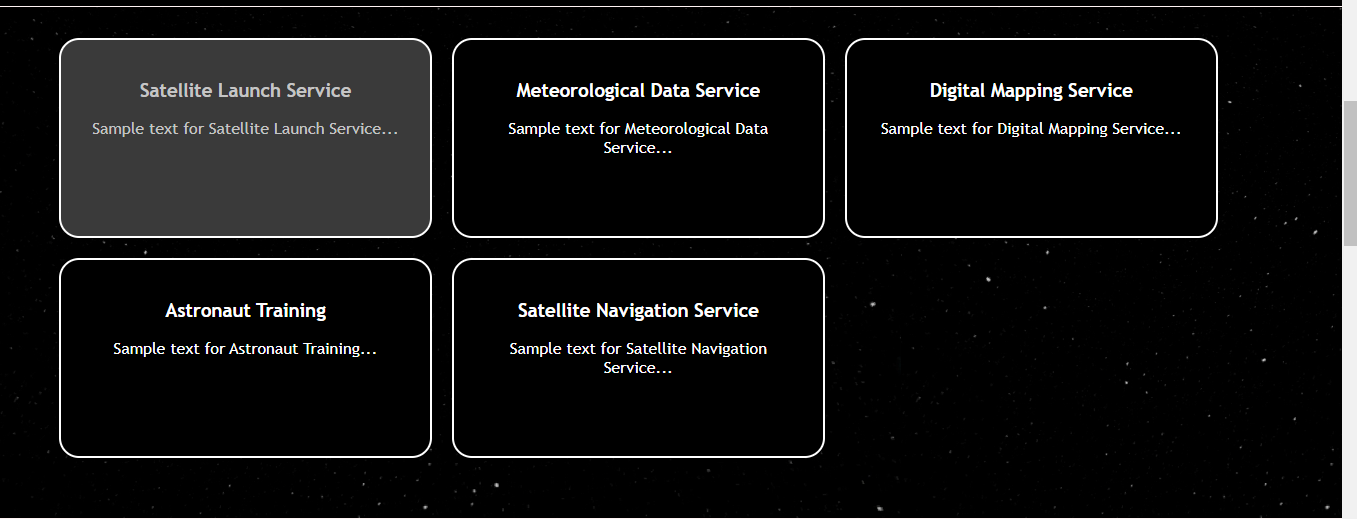 Satellite Launch Service
Sample text for Satellite Launch Service...
Meteorological Data Service
Sample text for Meteorological Data
Service...
Digital Mapping Service
Sample text for Digital Mapping Service...
Astronaut Training
Sample text for Astronaut Training...
Satellite Navigation Service
Sample text for Satellite Navigation
Service...